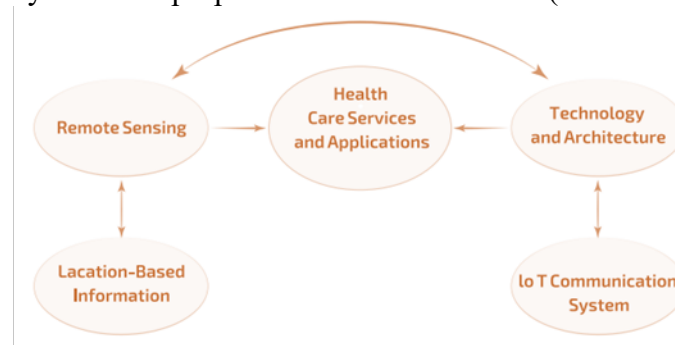 Health
Care Services
and Applications
Remote Sensing
Technology
and Architecture
Lacation-Based
Information
lo T Communication
System